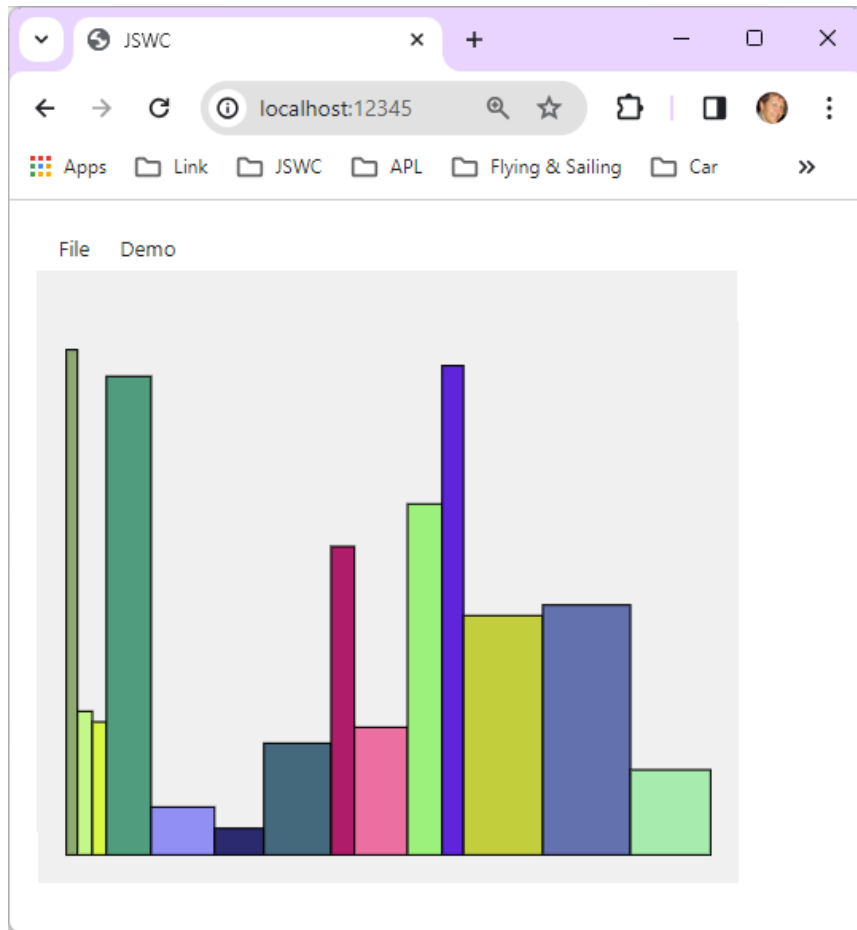 JSWC
localhost:12345
Apps Link JSWC APL Flying & Sailing Car
File Demo